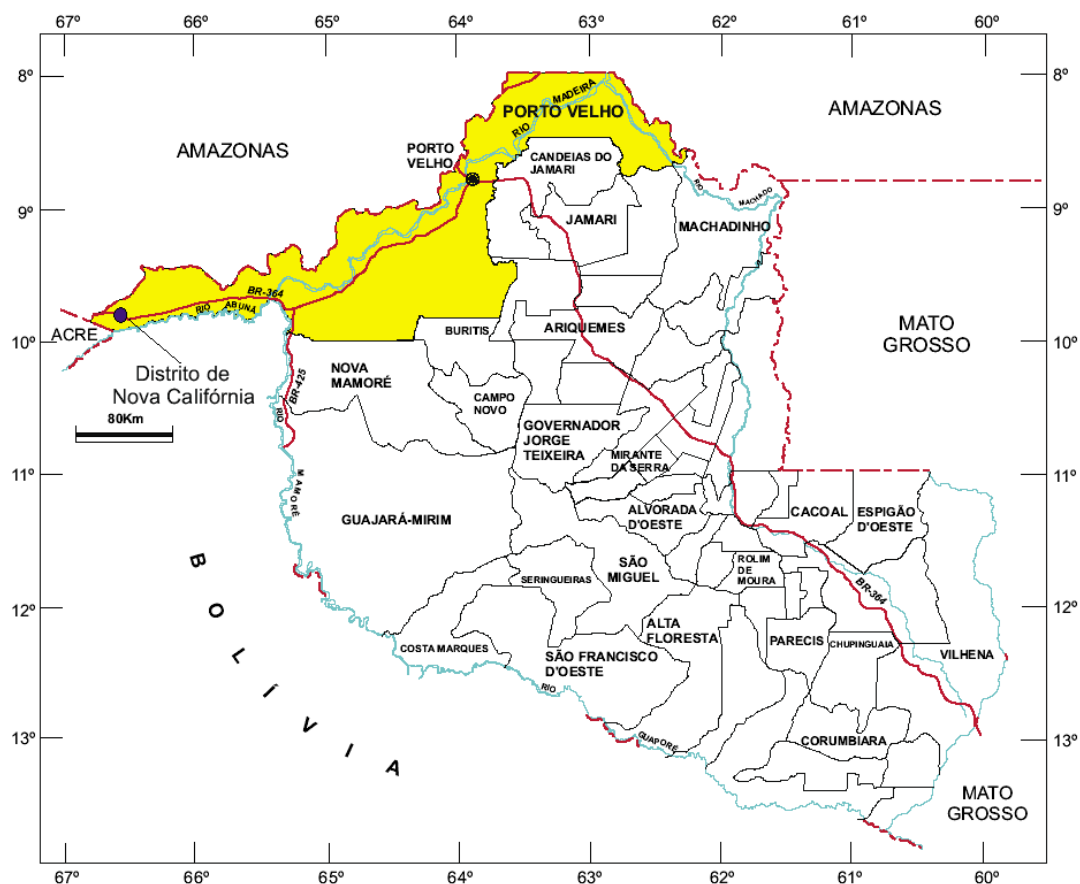 67º 66º 65º 64º 63º 62º 61º 60º
8º
8º
AMAZONAS
AMAZONAS
RIO MADEIRA
PORTO VELHO
PORTO
VELHO
CANDEIAS DO
JAMARI
RIO MACHADO
9º
9º
JAMARI
MACHADINHO
BR-364
RIO ABUNÃ
ACRE
BURITIS
ARIQUEMES
MATO
GROSSO
10º
10º
Distrito de
Nova Califórnia
80Km
NOVA
MAMORÉ
BR-425
CAMPO
NOVO
GOVERNADOR
JORGE
TEIXEIRA
MIRANTE
DA SERRA
RIO MAMORÉ
11º
11º
GUAJARÁ-MIRIM
ALVORADA
D'OESTE
CACOAL
ESPIGÃO
D'OESTE
BOLÍVIA
SERINGUEIRAS
SÃO
MIGUEL
ROLIM
DE
MOURA
BR-364
12º
12º
COSTA MARQUES
SÃO FRANCISCO
D'OESTE
ALTA
FLORESTA
PARECIS
CHUPINGUAIA
VILHENA
RIO GUAPORÉ
13º
13º
CORUMBIARA
MATO
GROSSO
67º 66º 65º 64º 63º 62º 61º 60º